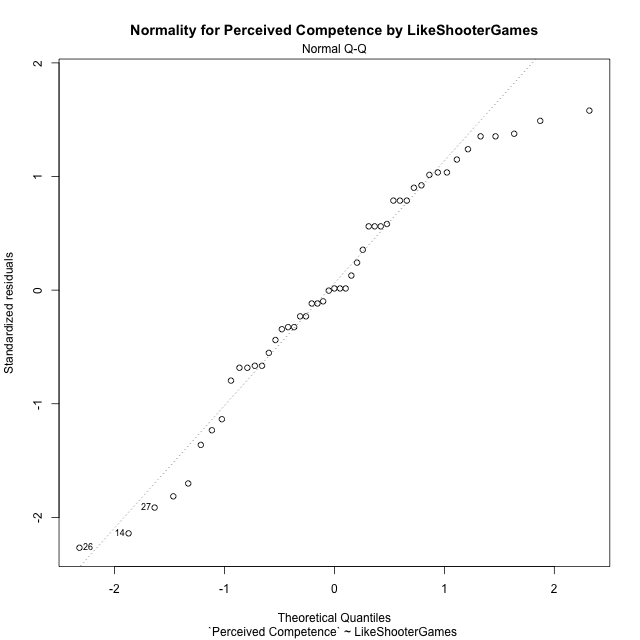 Normality for Perceived Competence by LikeShooterGames
Normal Q-Q
2
1
0
-1
-2
Standardized residuals
27
14
26
-2 -1 0 1 2
Theoretical Quantiles
`Perceived Competence` ~ LikeShooterGames